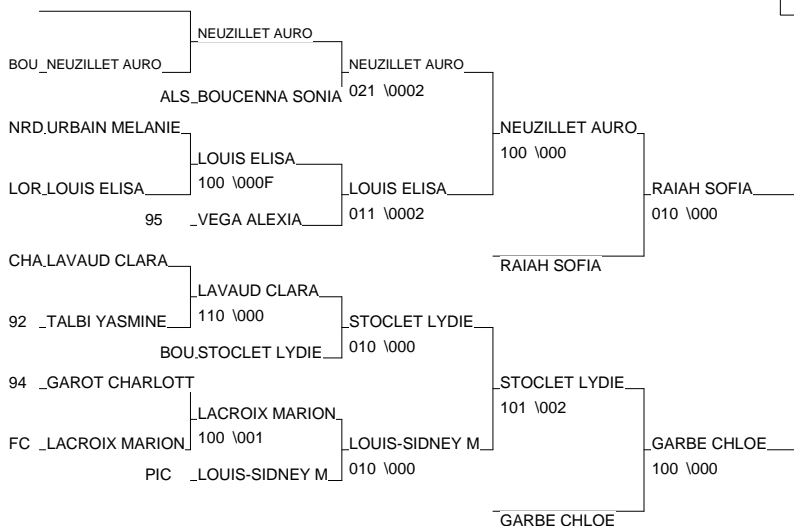 NEUZILLET AURO
BOU NEUZILLET AURO
NEUZILLET AURO
ALS BOUCENNA SONIA
021 \0002
NRD URBAIN MELANIE
NEUZILLET AURO
100 \000
LOUIS ELISA
100 \000F
LOR LOUIS ELISA
LOUIS ELISA
011 \0002
RAIAH SOFIA
010 \000
95 VEGA ALEXIA
CHA LAVAUD CLARA
RAIAH SOFIA
LAVAUD CLARA
110 \000
92 TALBI YASMINE
STOCLET LYDIE
010 \000
BOU STOCLET LYDIE
94 GAROT CHARLOTT
STOCLET LYDIE
101 \002
LACROIX MARION
100 \001
FC LACROIX MARION
LOUIS-SIDNEY M
010 \000
GARBE CHLOE
100 \000
PIC LOUIS-SIDNEY M
GARBE CHLOE